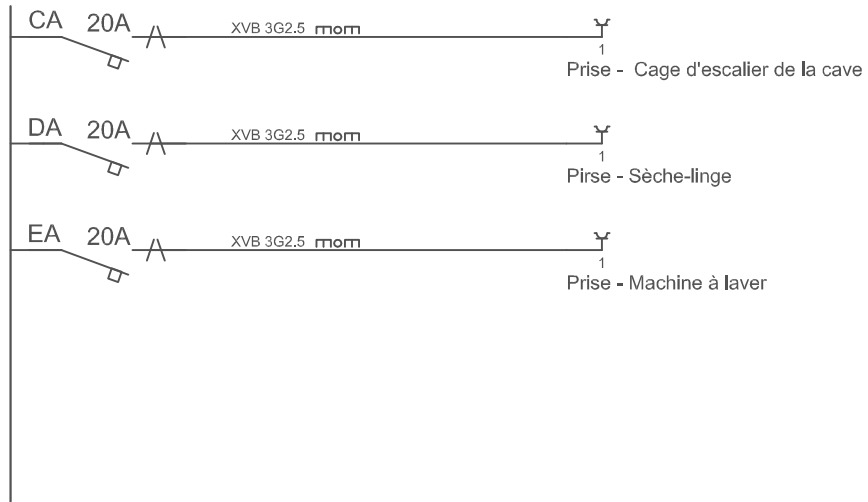 CA 20A XVB 3G2.5
1
Prise - Cage d'escalier de la cave
DA 20A XVB 3G2.5
1
Pirse - Sèche-linge
EA 20A XVB 3G2.5
1
Prise - Machine à laver